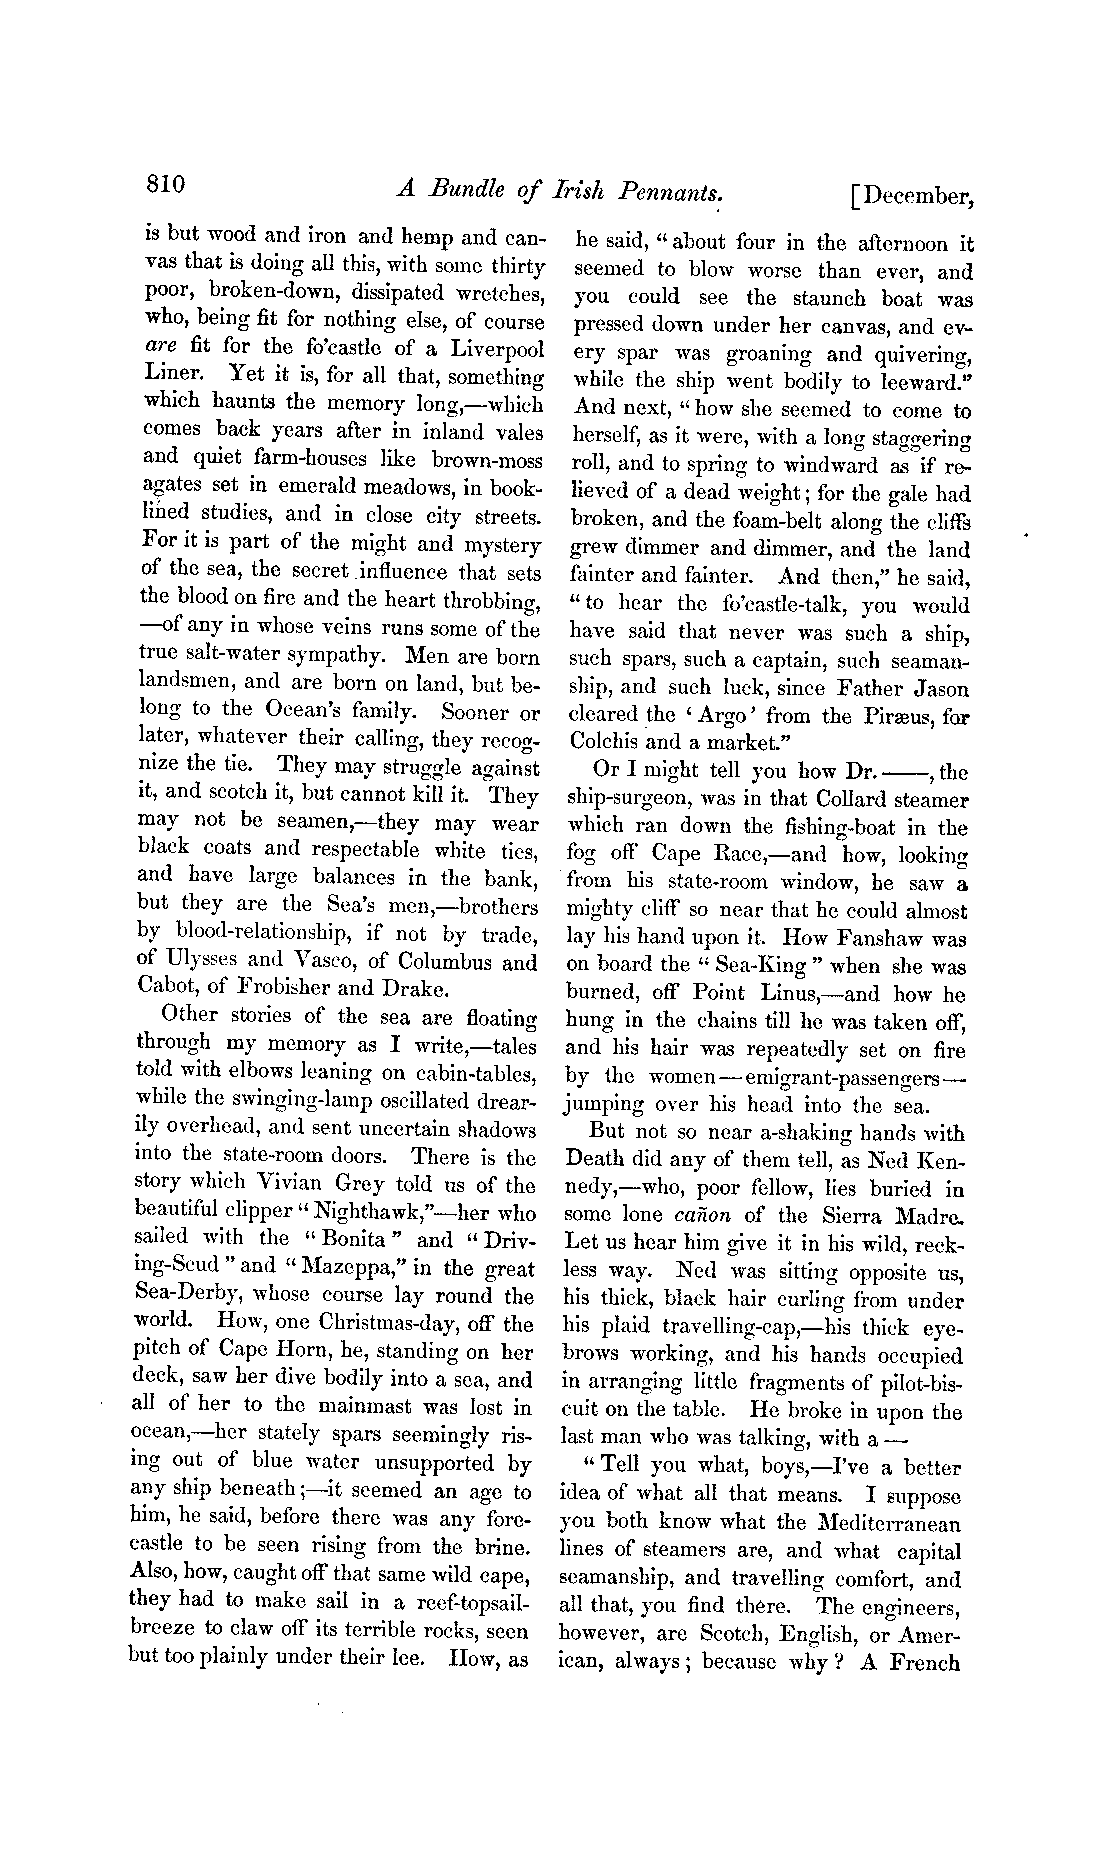 810
A Bundle of Irish Pennants.
[December,
is but wood and iron and hemp and can-
vas that is doing all this, with some thirty
poor, broken-down, dissipated wretches,
who, being fit for nothing else, of course
are fit for the fo'castle of a Liverpool
Liner. Yet it is, for all that, something
which haunts the memory long,—which
comes back years after in inland vales
and quiet farm-houses like brown-moss
agates set in emerald meadows, in book-
lined studies, and in close city streets.
For it is part of the might and mystery
of the sea, the secret influence that sets
the blood on fire and the heart throbbing,
—of any in whose veins runs some of the
true salt-water sympathy. Men are born
landsmen, and are born on land, but be-
long to the Ocean's family. Sooner or
later, whatever their calling, they recog-
nize the tie. They may struggle against
it, and scotch it, but cannot kill it. They
may not be seamen,—they may wear
black coats and respectable white ties,
and have large balances in the bank,
but they are the Sea's men,—brothers
by blood-relationship, if not by trade,
of Ulysses and Vasco, of Columbus and
Cabot, of Frobisher and Drake.
Other stories of the sea are floating
through my memory as I write,—tales
told with elbows leaning on cabin-tables,
while the swinging-lamp oscillated drear-
ily overhead, and sent uncertain shadows
into the state-room doors. There is the
story which Vivian Grey told us of the
beautiful clipper "Nighthawk,"—her who
sailed with the "Bonita" and "Driv-
ing-Scud" and "Mazeppa," in the great
Sea-Derby, whose course lay round the
world. How, one Christmas-day, off the
pitch of Cape Horn, he, standing on her
deck, saw her dive bodily into a sea, and
all of her to the mainmast was lost in
ocean,—her stately spars seemingly ris-
ing out of blue water unsupported by
any ship beneath;—it seemed an age to
him, he said, before there was any fore-
castle to be seen rising from the brine.
Also, how, caught off that same wild cape,
they had to make sail in a reef-topsail-
breeze to claw off its terrible rocks, seen
but too plainly under their lee. How, as
he said, "about four in the afternoon it
seemed to blow worse than ever, and
you could see the staunch boat was
pressed down under her canvas, and ev-
ery spar was groaning and quivering,
while the ship went bodily to leeward."
And next, "how she seemed to come to
herself, as it were, with a long staggering
roll, and to spring to windward as if re-
lieved of a dead weight; for the gale had
broken, and the foam-belt along the cliffs
grew dimmer and dimmer, and the land
fainter and fainter. And then," he said,
"to hear the fo'castle-talk, you would
have said that never was such a ship,
such spars, such a captain, such seaman-
ship, and such luck, since Father Jason
cleared the 'Argo' from the Piræus, for
Colchis and a market."
Or I might tell you how Dr. ——, the
ship-surgeon, was in that Collard steamer
which ran down the fishing-boat in the
fog off Cape Race,—and how, looking
from his state-room window, he saw a
mighty cliff so near that he could almost
lay his hand upon it. How Fanshaw was
on board the "Sea-King" when she was
burned, off Point Linus,—and how he
hung in the chains till he was taken off,
and his hair was repeatedly set on fire
by the women—emigrant-passengers—
jumping over his head into the sea.
But not so near a-shaking hands with
Death did any of them tell, as Ned Ken-
nedy,—who, poor fellow, lies buried in
some lone cañon of the Sierra Madre.
Let us hear him give it in his wild, reck-
less way. Ned was sitting opposite us,
his thick, black hair curling from under
his plaid travelling-cap,—his thick eye-
brows working, and his hands occupied
in arranging little fragments of pilot-bis-
cuit on the table. He broke in upon the
last man who was talking, with a—
"Tell you what, boys,—I've a better
idea of what all that means. I suppose
you both know what the Mediterranean
lines of steamers are, and what capital
seamanship, and travelling comfort, and
all that, you find there. The engineers,
however, are Scotch, English, or Amer-
ican, always; because why? A French